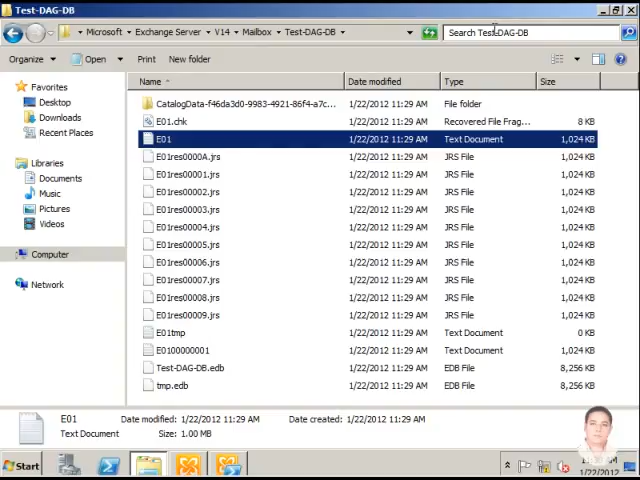 Test-DAG-DB
Microsoft Exchange Server V14 Mailbox Test-DAG-DB
Search Test-DAG-DB
Organize Open Print New folder
Name Date modified Type Size
Favorites
Desktop
Downloads
Recent Places
Libraries
Documents
Music
Pictures
Videos
Computer
Network
CatalogData-f46da3d0-9983-4921-86f4-a7c... 1/22/2012 11:29 AM File folder
E01.chk 1/22/2012 11:29 AM Recovered File Frag... 8 KB
E01 1/22/2012 11:29 AM Text Document 1,024 KB
E01res0000A.jrs 1/22/2012 11:29 AM JRS File 1,024 KB
E01res00001.jrs 1/22/2012 11:29 AM JRS File 1,024 KB
E01res00002.jrs 1/22/2012 11:29 AM JRS File 1,024 KB
E01res00003.jrs 1/22/2012 11:29 AM JRS File 1,024 KB
E01res00004.jrs 1/22/2012 11:29 AM JRS File 1,024 KB
E01res00005.jrs 1/22/2012 11:29 AM JRS File 1,024 KB
E01res00006.jrs 1/22/2012 11:29 AM JRS File 1,024 KB
E01res00007.jrs 1/22/2012 11:29 AM JRS File 1,024 KB
E01res00008.jrs 1/22/2012 11:29 AM JRS File 1,024 KB
E01res00009.jrs 1/22/2012 11:29 AM JRS File 1,024 KB
E01tmp 1/22/2012 11:29 AM Text Document 0 KB
E0100000001 1/22/2012 11:29 AM Text Document 1,024 KB
Test-DAG-DB.edb 1/22/2012 11:29 AM EDB File 8,256 KB
tmp.edb 1/22/2012 11:29 AM EDB File 8,256 KB
E01 Date modified: 1/22/2012 11:29 AM Date created: 1/22/2012 11:29 AM
Text Document Size: 1.00 MB
Start
1/22/2012